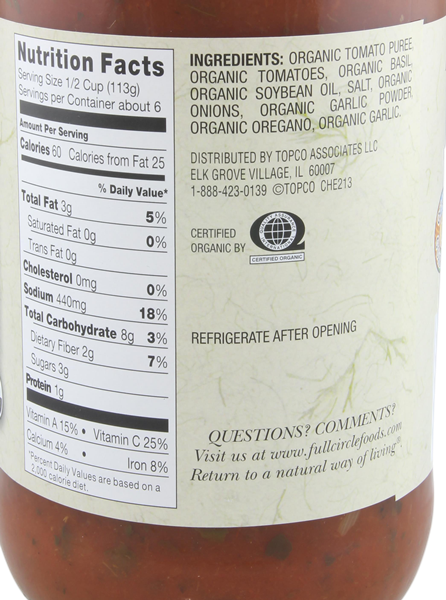 Nutrition Facts
Serving Size 1/2 Cup (113g)
Servings per Container about 6
Amount Per Serving
Calories 60 Calories from Fat 25
% Daily Value*
Total Fat 3g 5%
Saturated Fat 0g 0%
Trans Fat 0g
Cholesterol 0mg 0%
Sodium 440mg 18%
Total Carbohydrate 8g 3%
Dietary Fiber 2g 7%
Sugars 3g
Protein 1g
Vitamin A 15% • Vitamin C 25%
Calcium 4% • Iron 8%
*Percent Daily Values are based on a
2,000 calorie diet.
INGREDIENTS: ORGANIC TOMATO PUREE,
ORGANIC TOMATOES, ORGANIC BASIL,
ORGANIC SOYBEAN OIL, SALT, ORGANIC
ONIONS, ORGANIC GARLIC POWDER,
ORGANIC OREGANO, ORGANIC GARLIC.
DISTRIBUTED BY TOPCO ASSOCIATES LLC
ELK GROVE VILLAGE, IL 60007
1-888-423-0139 ©TOPCO CHE213
CERTIFIED
ORGANIC BY
CERTIFIED ORGANIC
REFRIGERATE AFTER OPENING
QUESTIONS? COMMENTS?
Visit us at www.fullcirclefoods.com
Return to a natural way of living®.